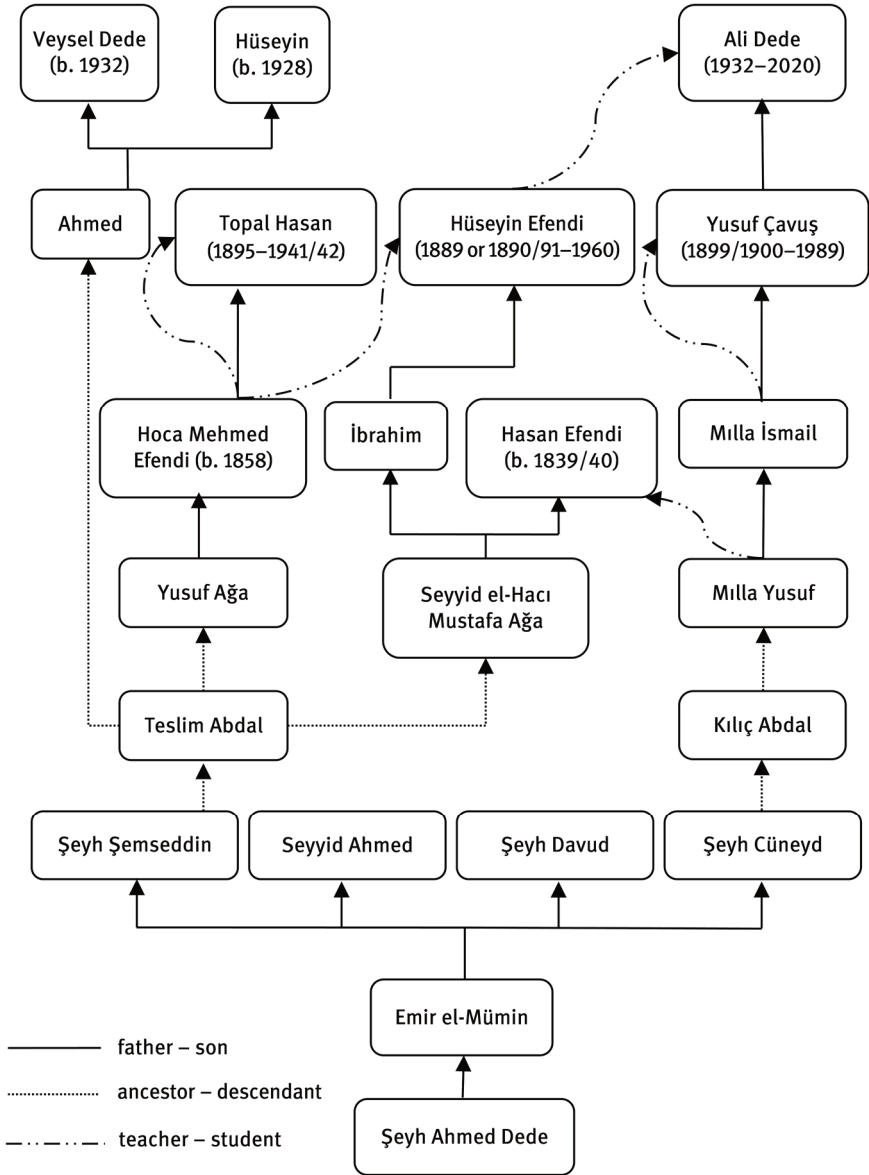 Veysel Dede
(b. 1932)
Hüseyin
(b. 1928)
Ali Dede
(1932–2020)
Ahmed
Topal Hasan
(1895–1941/42)
Hüseyin Efendi
(1889 or 1890/91–1960)
Yusuf Çavuş
(1899/1900–1989)
Hoca Mehmed
Efendi (b. 1858)
İbrahim
Hasan Efendi
(b. 1839/40)
Mılla İsmail
Yusuf Ağa
Seyyid el-Hacı
Mustafa Ağa
Mılla Yusuf
Teslim Abdal
Kılıç Abdal
Şeyh Şemseddin
Seyyid Ahmed
Şeyh Davud
Şeyh Cüneyd
Emir el-Mümin
Şeyh Ahmed Dede
father – son
ancestor – descendant
teacher – student